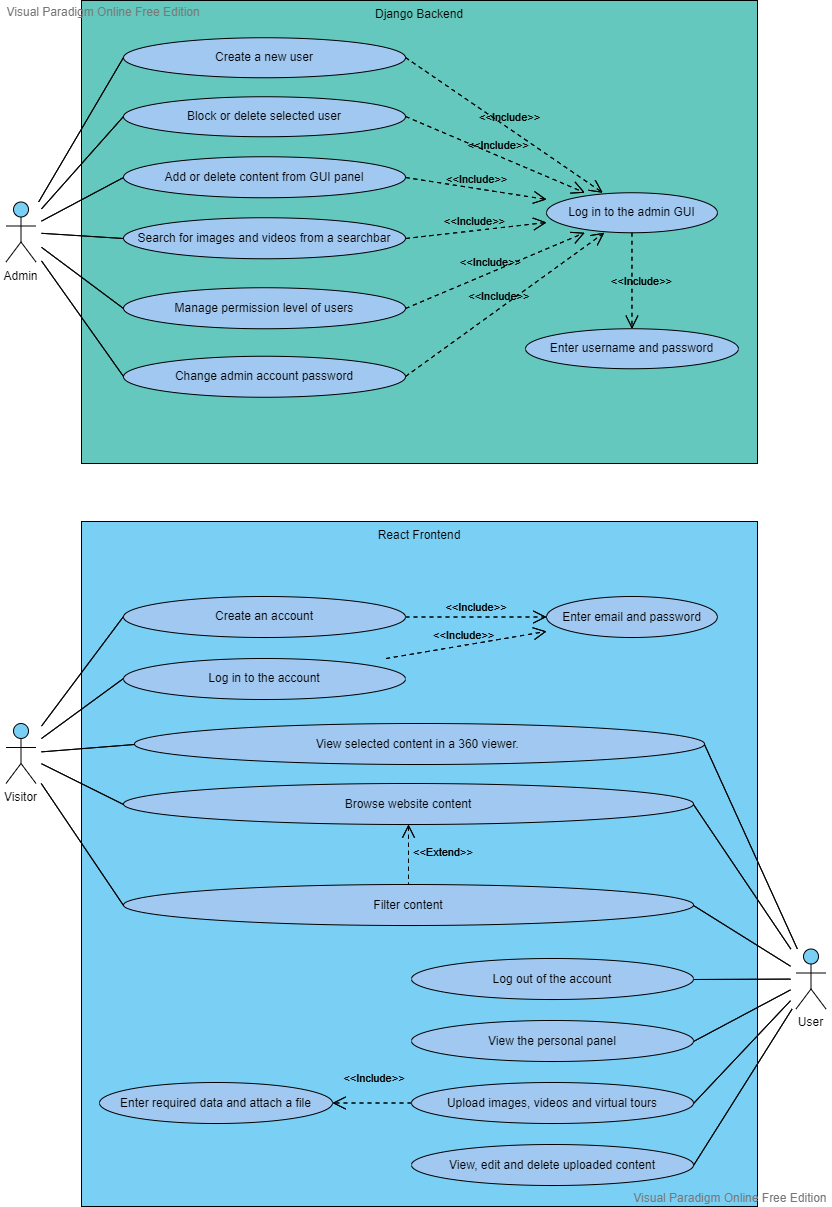 Visual Paradigm Online Free Edition
Django Backend
Create a new user
<<Include>>
Block or delete selected user
<<Include>>
Add or delete content from GUI panel
<<Include>>
Log in to the admin GUI
<<Include>>
Search for images and videos from a searchbar
Admin
<<Include>>
<<Include>>
<<Include>>
Manage permission level of users
Enter username and password
Change admin account password
React Frontend
<<Include>>
Create an account
Enter email and password
<<Include>>
Log in to the account
View selected content in a 360 viewer.
Visitor
Browse website content
<<Extend>>
Filter content
Log out of the account
User
View the personal panel
<<Include>>
Enter required data and attach a file
Upload images, videos and virtual tours
View, edit and delete uploaded content
Visual Paradigm Online Free Edition